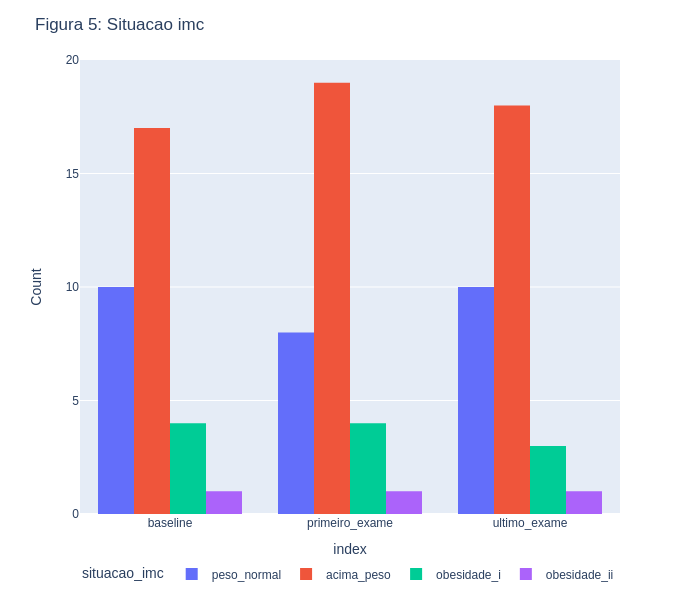 Figura 5: Situacao imc
20
15
10
5
0
Count
baseline primeiro_exame ultimo_exame
index
situacao_imc peso_normal acima_peso obesidade_i obesidade_ii